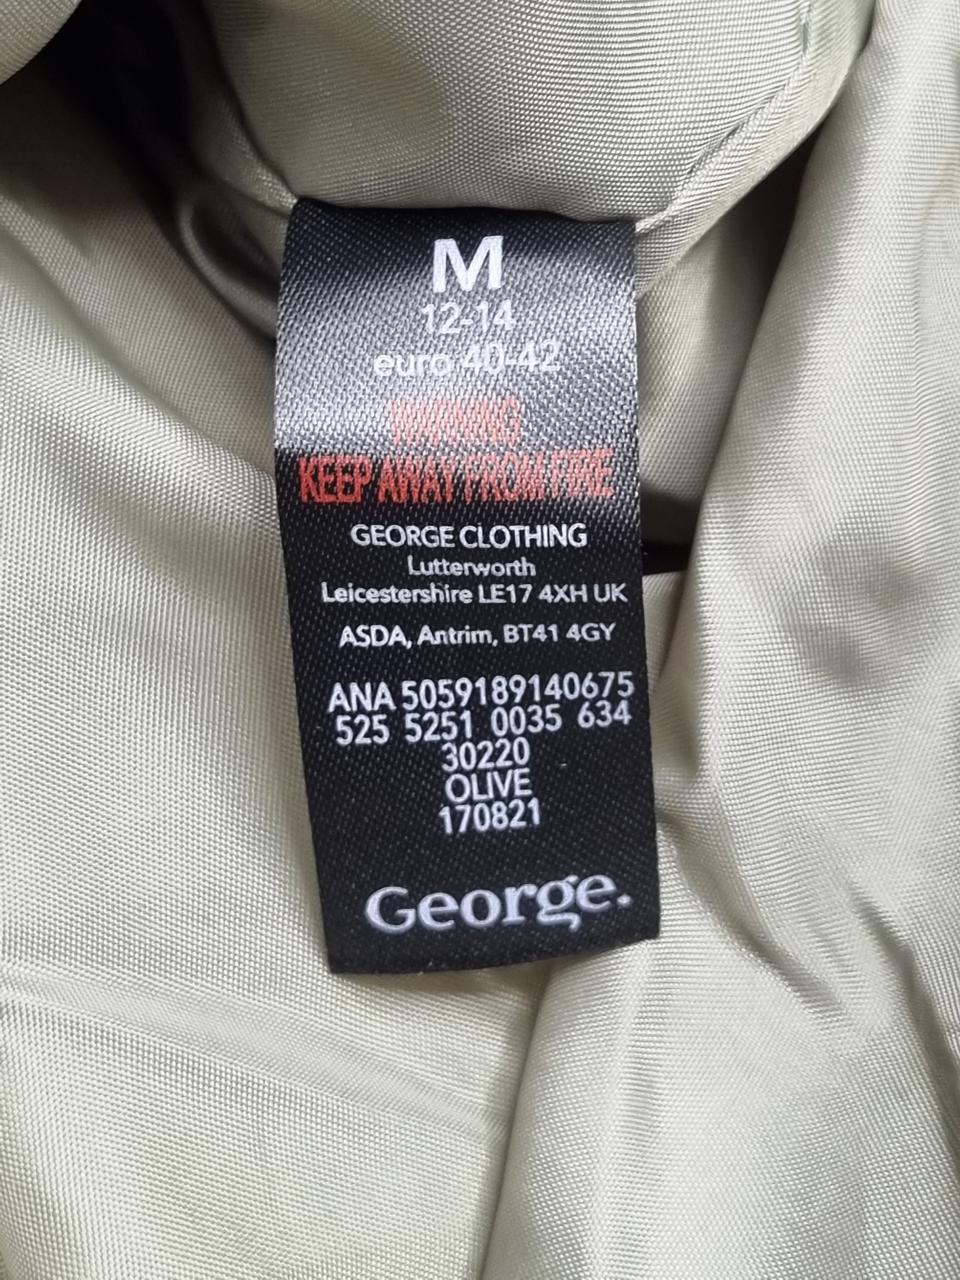 M
12-14
euro 40-42
WARNING
KEEP AWAY FROM FIRE
GEORGE CLOTHING
Lutterworth
Leicestershire LE17 4XH UK
ASDA, Antrim, BT41 4GY
ANA 5059189140675
525 5251 0035 634
30220
OLIVE
170821
George.